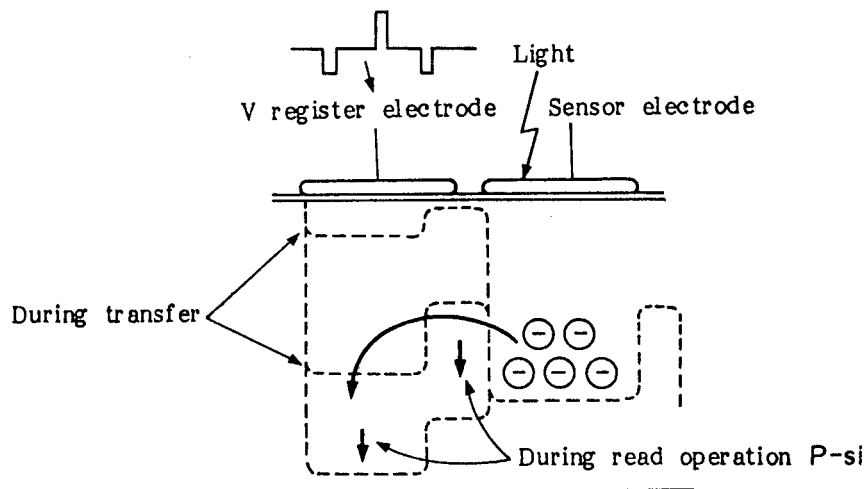 Light
V register electrode
Sensor electrode
During transfer
During read operation P-si